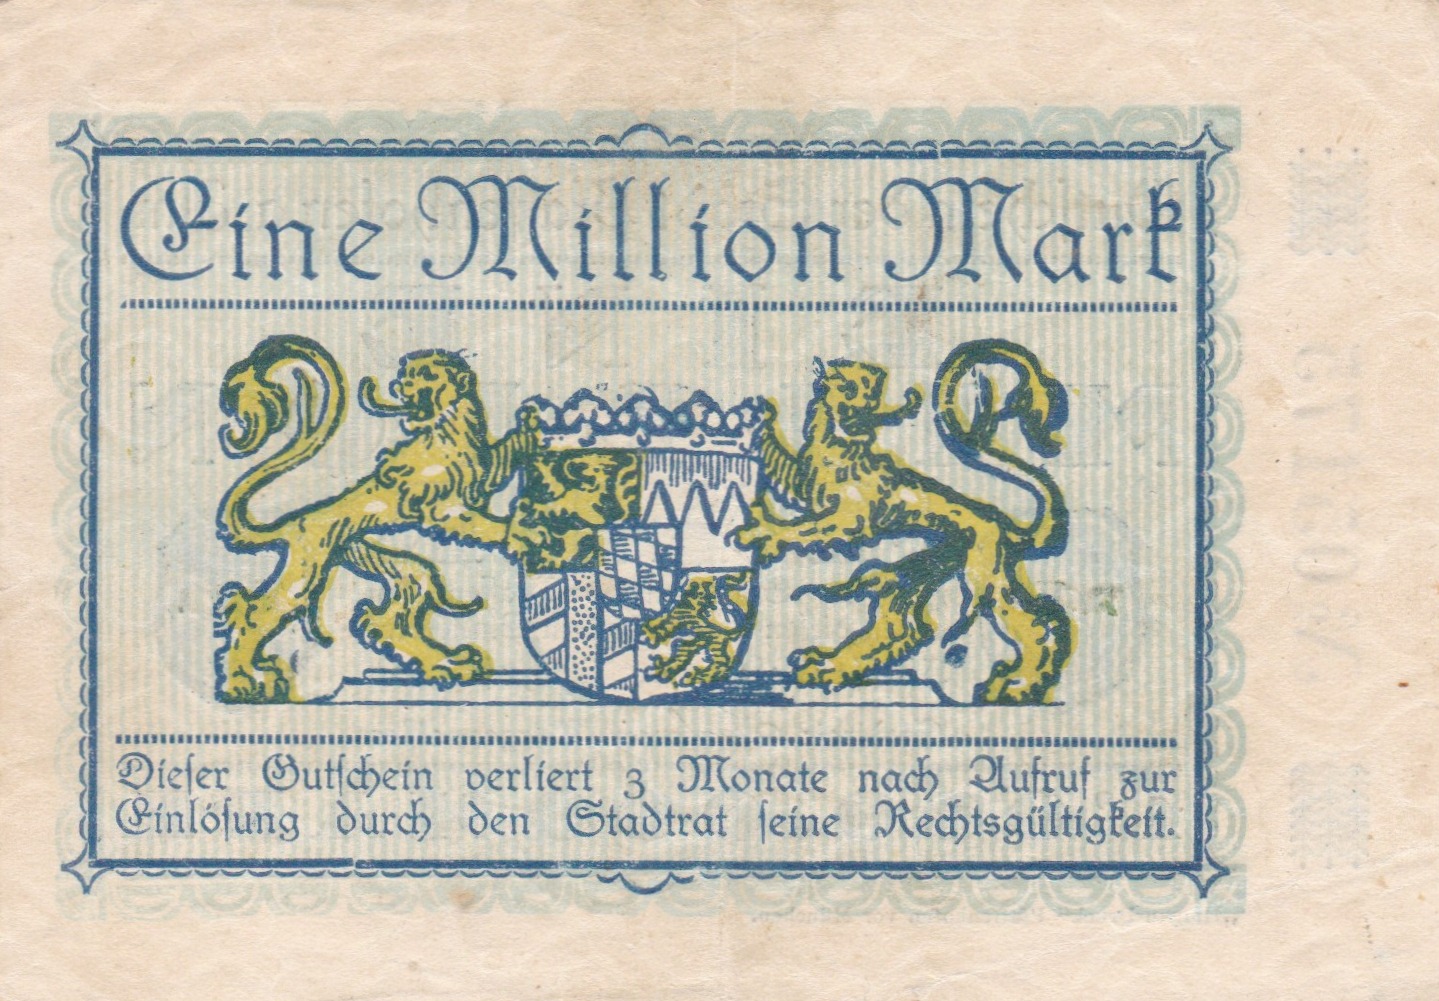 Eine Million Mark
Dieser Gutschein verliert 3 Monate nach Aufruf zur
Einlösung durch den Stadtrat seine Rechtsgültigkeit.